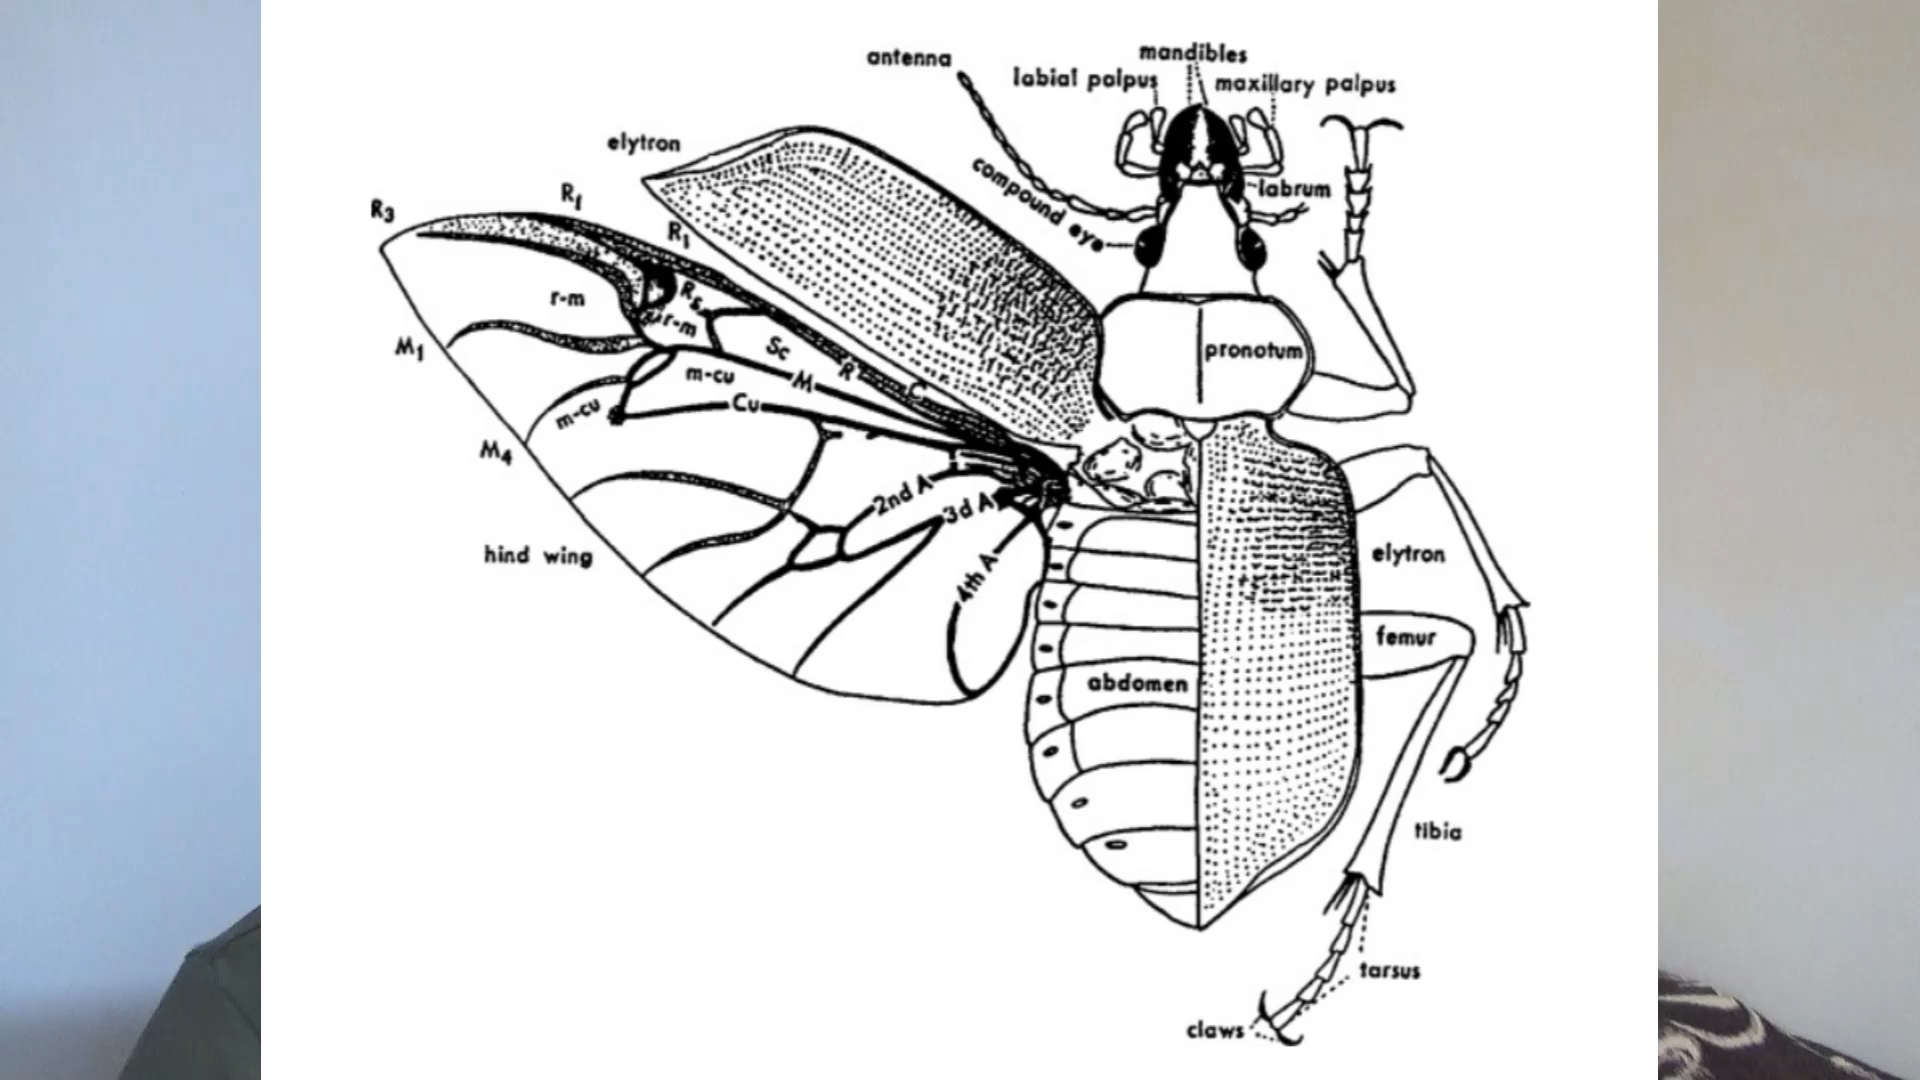 mandibles
antenna
labial palpus
maxillary palpus
elytron
compound eye
labrum
R3
R1
R1
r-m
Rs
r-m
M1
Sc
R
C
m-cu
M
Cu
m-cu
pronotum
M4
2nd A
3d A
4th A
hind wing
elytron
femur
abdomen
tibia
tarsus
claws